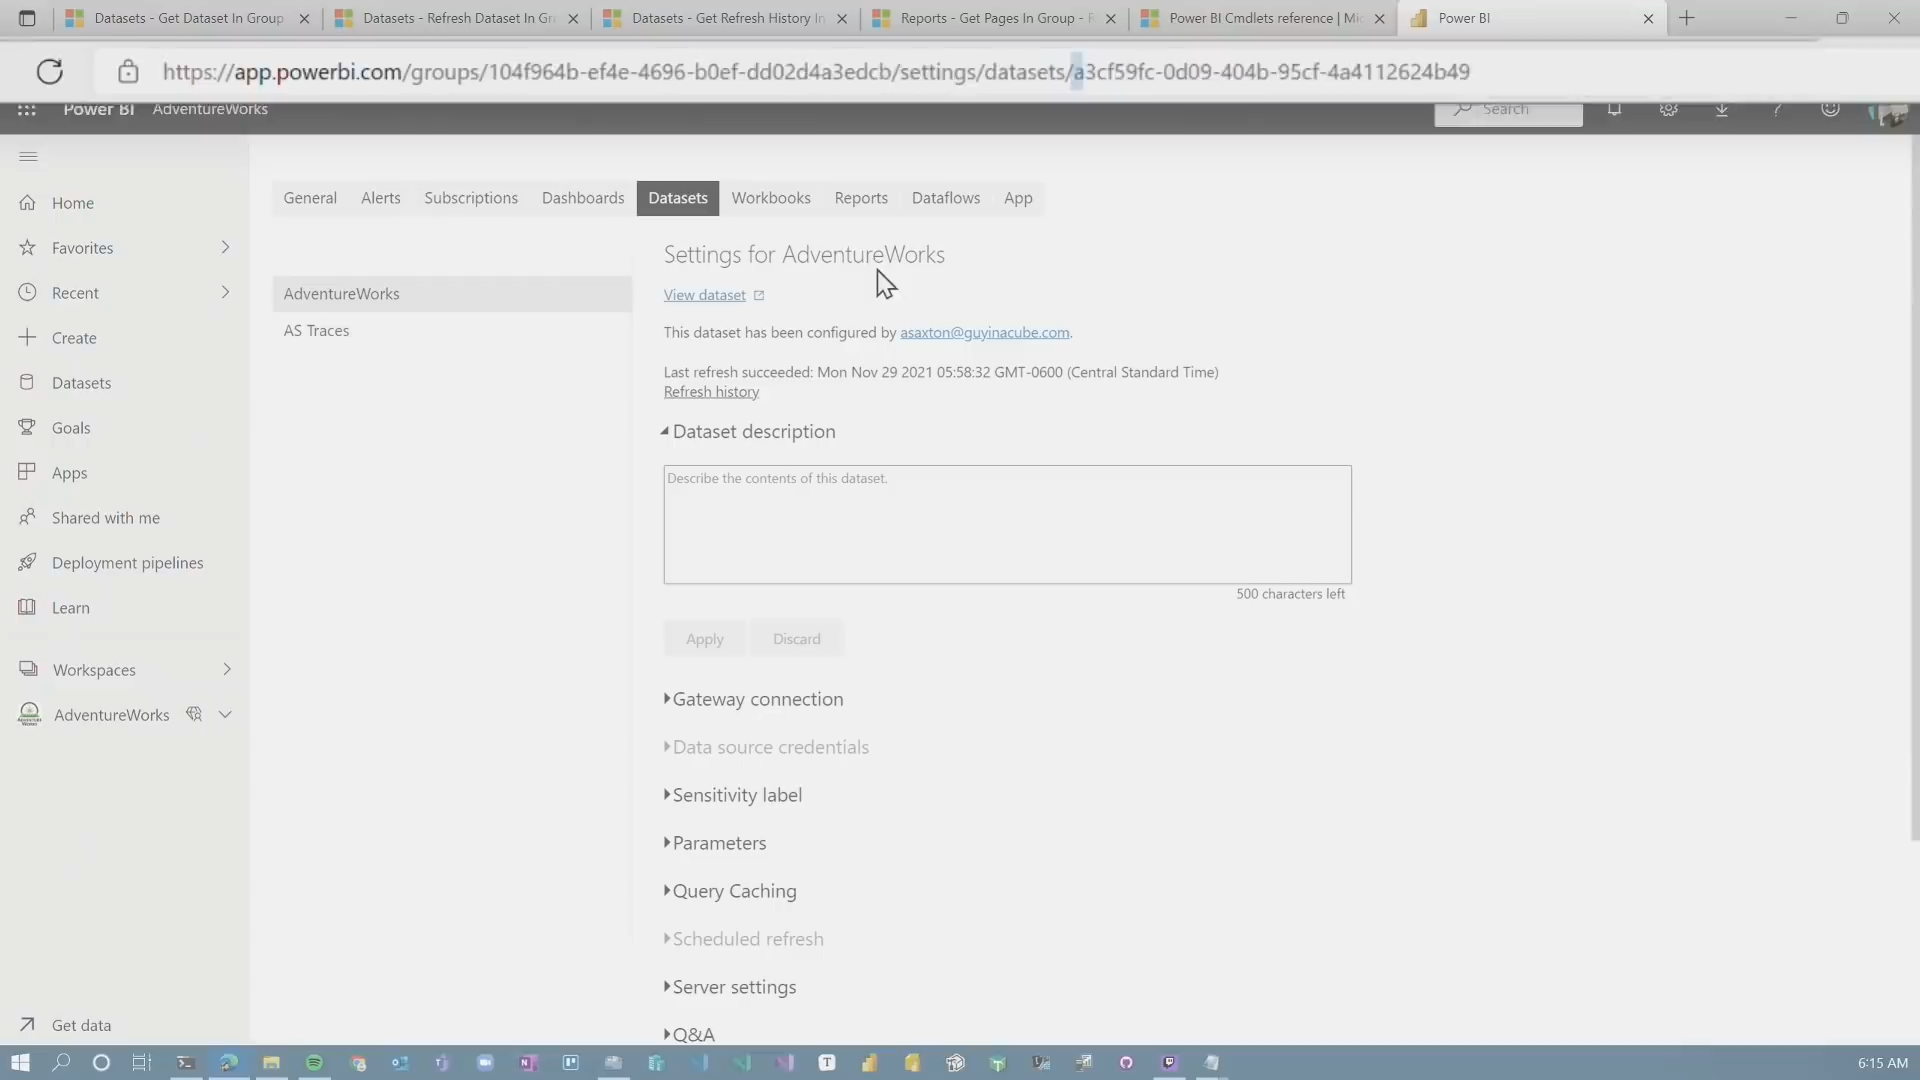 Datasets - Get Dataset In Group
Datasets - Refresh Dataset In Gr
Datasets - Get Refresh History In
Reports - Get Pages In Group - R
Power BI Cmdlets reference | Mic
Power BI
https://app.powerbi.com/groups/104f964b-ef4e-4696-b0ef-dd02d4a3edcb/settings/datasets/a3cf59fc-0d09-404b-95cf-4a4112624b49
Power BI AdventureWorks
Search
General Alerts Subscriptions Dashboards Datasets Workbooks Reports Dataflows App
Home
Favorites
Recent
Create
Datasets
Goals
Apps
Shared with me
Deployment pipelines
Learn
Workspaces
AdventureWorks
Get data
AdventureWorks
AS Traces
Settings for AdventureWorks
View dataset
This dataset has been configured by asaxton@guyinacube.com.
Last refresh succeeded: Mon Nov 29 2021 05:58:32 GMT-0600 (Central Standard Time)
Refresh history
Dataset description
Describe the contents of this dataset.
500 characters left
Apply Discard
Gateway connection
Data source credentials
Sensitivity label
Parameters
Query Caching
Scheduled refresh
Server settings
Q&A
6:15 AM